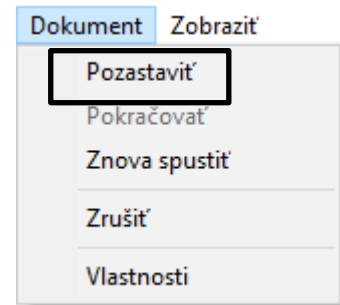 Dokument Zobraziť
Pozastaviť
Pokračovať
Znova spustiť
Zrušiť
Vlastnosti